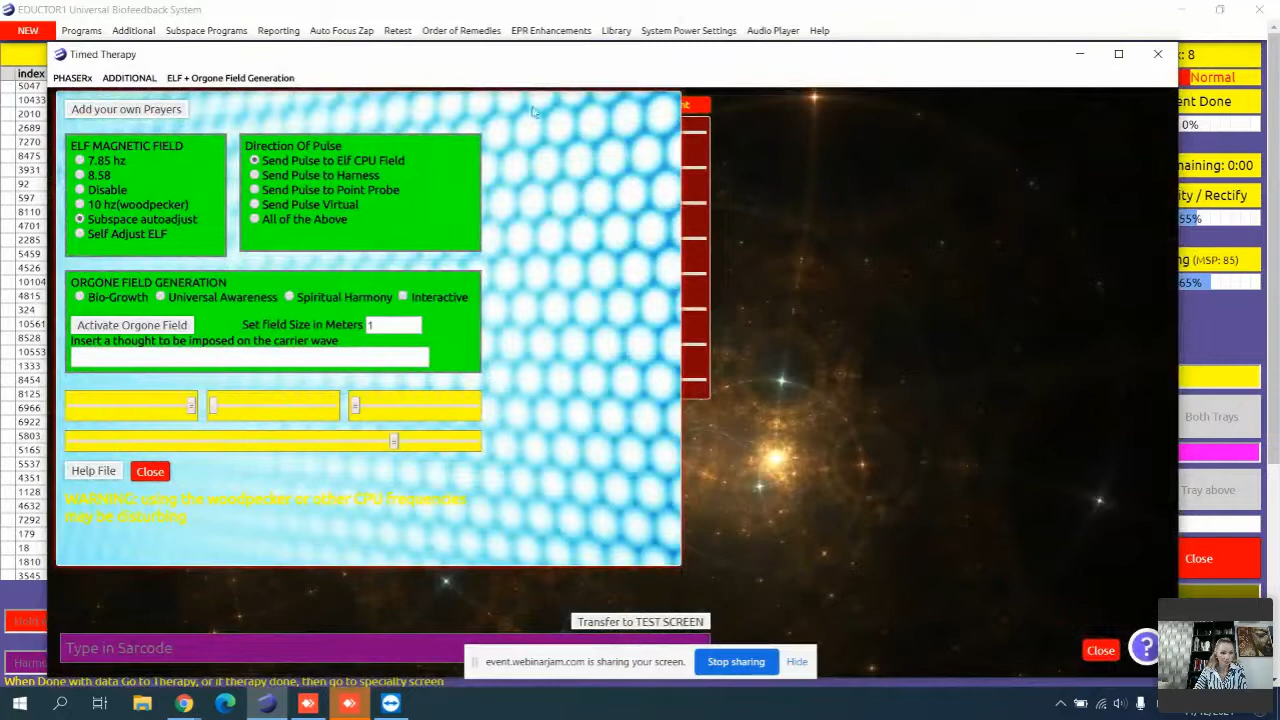 EDUCTOR1 Universal Biofeedback System
NEW Programs Additional Subspace Programs Reporting Auto Focus Zap Retest Order of Remedies EPR Enhancements Library System Power Settings Audio Player Help
Timed Therapy
PHASERx ADDITIONAL ELF + Orgone Field Generation
Add your own Prayers
ELF MAGNETIC FIELD
7.85 hz
8.58
Disable
10 hz(woodpecker)
Subspace autoadjust
Self Adjust ELF
Direction Of Pulse
Send Pulse to Elf CPU Field
Send Pulse to Harness
Send Pulse to Point Probe
Send Pulse Virtual
All of the Above
ORGONE FIELD GENERATION
Bio-Growth Universal Awareness Spiritual Harmony Interactive
Activate Orgone Field Set field Size in Meters 1
Insert a thought to be imposed on the carrier wave
Help File Close
WARNING: using the woodpecker or other CPU frequencies
may be disturbing
Transfer to TEST SCREEN
Type in Sarcode
event.webinarjam.com is sharing your screen. Stop sharing Hide
Close
When Done with data Go to Therapy, or if therapy done, then go to specialty screen
index
5047
10433
2010
2689
7270
8475
3931
92
597
8110
4701
2285
5459
4526
10104
4815
324
10561
8528
10553
1333
8454
8125
6966
6922
5803
5165
5537
4351
1128
4632
7292
179
18
1810
3545
x: 8
Normal
ent Done
0%
maining: 0:00
ity / Rectify
55%
ng (MSP: 85)
65%
Both Trays
Tray above
Close
?